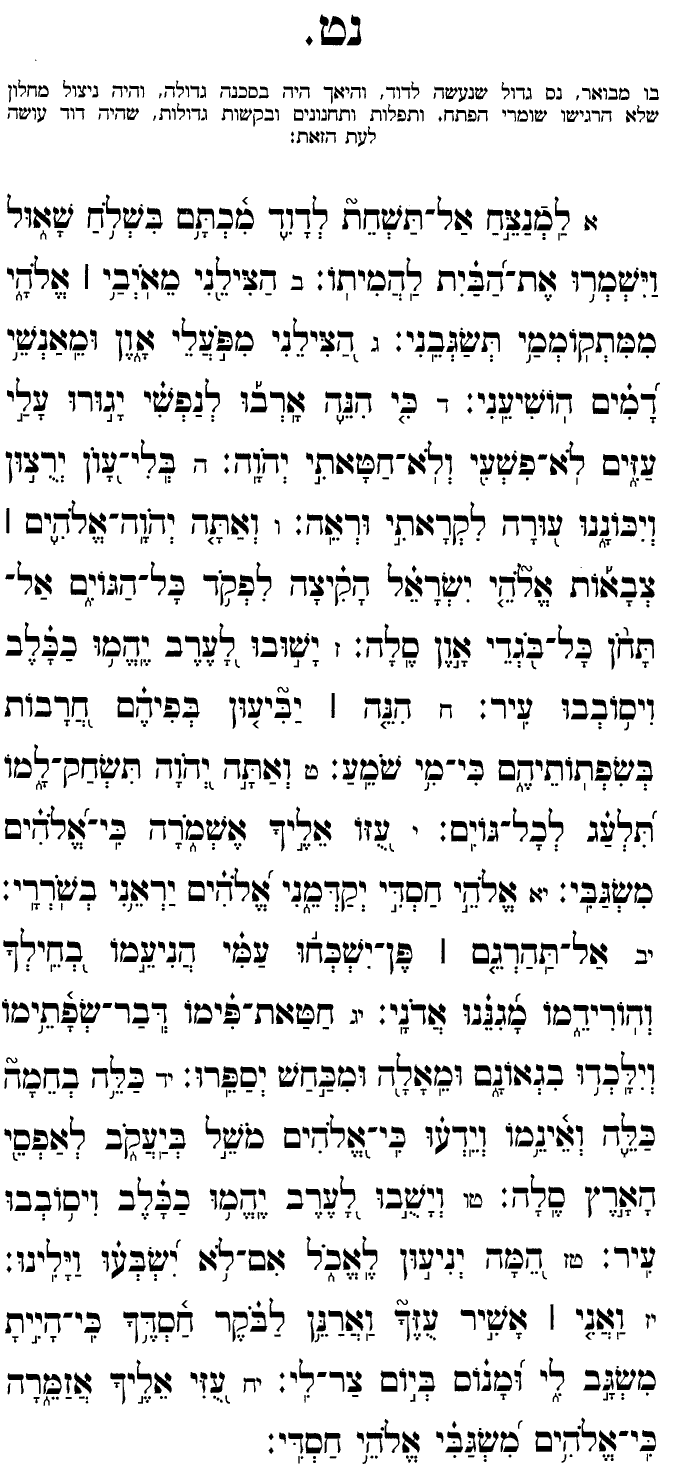 נט.
בו מבואר, נס גדול שנעשה לדוד, והיאך היה בסכנה גדולה, והיה ניצול מחלון
שלא הרגישו שומרי הפתח. ותפלות ותחנונים ובקשות גדולות, שהיה דוד עושה
לעת הזאת:
א לַמְנַצֵּחַ אַל־תַּשְׁחֵת לְדָוִד מִכְתָּם בִּשְׁלֹחַ שָׁאוּל
וַיִּשְׁמְרוּ אֶת־הַבַּיִת לַהֲמִיתוֹ: ב הַצִּילֵנִי מֵאֹיְבַי | אֱלֹהָי
מִמִּתְקוֹמְמַי תְּשַׂגְּבֵנִי: ג הַצִּילֵנִי מִפֹּעֲלֵי אָוֶן וּמֵאַנְשֵׁי
דָמִים הוֹשִׁיעֵנִי: ד כִּי הִנֵּה אָרְבוּ לְנַפְשִׁי יָגוּרוּ עָלַי
עַזִּים לֹא־פִשְׁעִי וְלֹא־חַטָּאתִי יְהֹוָה: ה בְּלִי־עָוֹן יְרֻצוּן
וְיִכּוֹנָנוּ עוּרָה לִקְרָאתִי וּרְאֵה: ו וְאַתָּה יְהֹוָה־אֱלֹהִים |
צְבָאוֹת אֱלֹהֵי יִשְׂרָאֵל הָקִיצָה לִפְקֹד כָּל־הַגּוֹיִם אַל־
תָּחֹן כָּל־בֹּגְדֵי אָוֶן סֶלָה: ז יָשׁוּבוּ לָעֶרֶב יֶהֱמוּ כַכָּלֶב
וִיסוֹבְבוּ עִיר: ח הִנֵּה | יַבִּיעוּן בְּפִיהֶם חֲרָבוֹת
בְּשִׂפְתוֹתֵיהֶם כִּי־מִי שֹׁמֵעַ: ט וְאַתָּה יְהֹוָה תִּשְׂחַק־לָמוֹ
תִּלְעַג לְכָל־גּוֹיִם: י עֻזּוֹ אֵלֶיךָ אֶשְׁמֹרָה כִּי־אֱלֹהִים
מִשְׂגַּבִּי: יא אֱלֹהֵי חַסְדִּי יְקַדְּמֵנִי אֱלֹהִים יַרְאֵנִי בְשֹׁרְרָי:
יב אַל־תַּהַרְגֵם | פֶּן־יִשְׁכְּחוּ עַמִּי הֲנִיעֵמוֹ בְחֵילְךָ
וְהוֹרִידֵמוֹ מָגִנֵּנוּ אֲדֹנָי: יג חַטַּאת־פִּימוֹ דְּבַר־שְׂפָתֵימוֹ
וְיִלָּכְדוּ בִגְאוֹנָם וּמֵאָלָה וּמִכַּחַשׁ יְסַפֵּרוּ: יד כַּלֵּה בְחֵמָה
כַּלֵּה וְאֵינֵמוֹ וְיֵדְעוּ כִּי־אֱלֹהִים מֹשֵׁל בְּיַעֲקֹב לְאַפְסֵי
הָאָרֶץ סֶלָה: טו וְיָשֻׁבוּ לָעֶרֶב יֶהֱמוּ כַכָּלֶב וִיסוֹבְבוּ
עִיר: טז הֵמָּה יְנִיעוּן לֶאֱכֹל אִם־לֹא יִשְׂבְּעוּ וַיָּלִינוּ:
יז וַאֲנִי | אָשִׁיר עֻזֶּךָ וַאֲרַנֵּן לַבֹּקֶר חַסְדֶּךָ כִּי־הָיִיתָ
מִשְׂגָּב לִי וּמָנוֹס בְּיוֹם צַר־לִי: יח עֻזִּי אֵלֶיךָ אֲזַמֵּרָה
כִּי־אֱלֹהִים מִשְׂגַּבִּי אֱלֹהֵי חַסְדִּי: